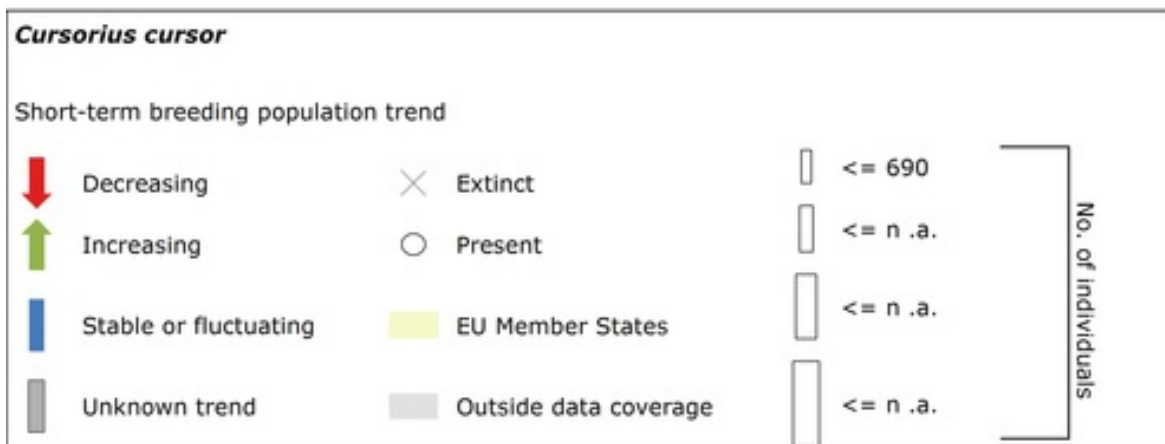 Cursorius cursor
Short-term breeding population trend
Decreasing
Increasing
Stable or fluctuating
Unknown trend
Extinct
Present
EU Member States
Outside data coverage
<= 690
<= n .a.
<= n .a.
<= n .a.
No. of individuals